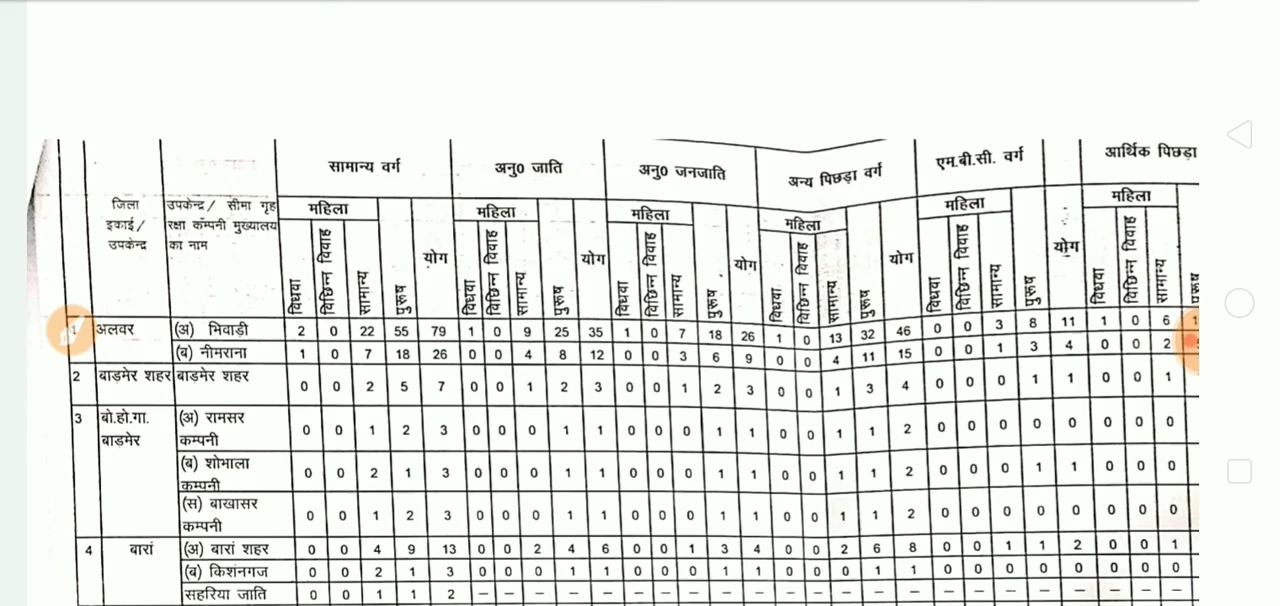 सामान्य वर्ग अनु0 जाति अनु0 जनजाति अन्य पिछड़ा वर्ग एम.बी.सी. वर्ग आर्थिक पिछड़ा
जिला इकाई/ उपकेन्द्र उपकेन्द्र/ सीमा गृह रक्षा कम्पनी मुख्यालय का नाम महिला महिला महिला महिला महिला महिला
विधवा विछिन्न विवाह सामान्य पुरूष योग विधवा विछिन्न विवाह सामान्य पुरूष योग विधवा विछिन्न विवाह सामान्य पुरूष योग विधवा विछिन्न विवाह सामान्य पुरूष योग विधवा विछिन्न विवाह सामान्य पुरूष योग विधवा विछिन्न विवाह सामान्य पुरूष
1 अलवर (अ) भिवाड़ी 2 0 22 55 79 1 0 9 25 35 1 0 7 18 26 1 0 13 32 46 0 0 3 8 11 1 0 6 1
(ब) नीमराना 1 0 7 18 26 0 0 4 8 12 0 0 3 6 9 0 0 4 11 15 0 0 1 3 4 0 0 2
2 बाड़मेर शहर बाड़मेर शहर 0 0 2 5 7 0 0 1 2 3 0 0 1 2 3 0 0 1 3 4 0 0 0 1 1 0 0 1
3 बो.हो.गा. बाडमेर (अ) रामसर कम्पनी 0 0 1 2 3 0 0 0 1 1 0 0 0 1 1 0 0 1 1 2 0 0 0 0 0 0 0 0
(ब) शोभाला कम्पनी 0 0 2 1 3 0 0 0 1 1 0 0 0 1 1 0 0 1 1 2 0 0 0 1 1 0 0 0
(स) बाखासर कम्पनी 0 0 1 2 3 0 0 0 1 1 0 0 0 1 1 0 0 1 1 2 0 0 0 0 0 0 0 0
4 बारां (अ) बारां शहर 0 0 4 9 13 0 0 2 4 6 0 0 1 3 4 0 0 2 6 8 0 0 1 1 2 0 0 1
(ब) किशंनगज 0 0 2 1 3 0 0 0 1 1 0 0 0 1 1 0 0 0 1 1 0 0 0 0 0 0 0 0
सहरिया जाति 0 0 1 1 2 – – – – – – – – – – – – – – – – – – – – – – –